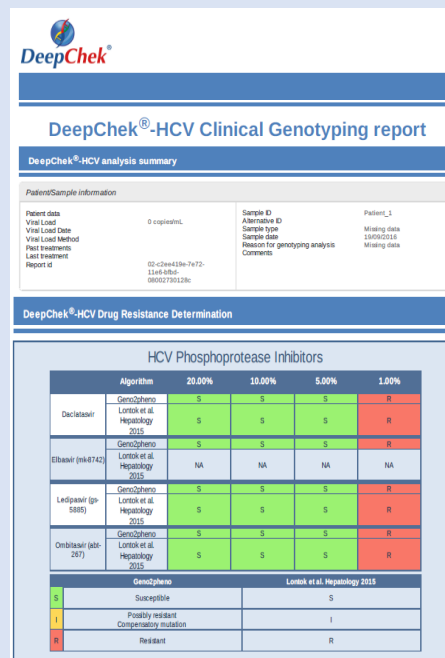 DeepChek®
DeepChek®-HCV Clinical Genotyping report
DeepChek®-HCV analysis summary
Patient/Sample information
Patient data
Viral Load 0 copies/mL
Viral Load Date
Viral Load Method
Past treatments
Last treatment
Report id 02-c2ee419e-7e72-
11e6-bfbd-
08002730128c
Sample ID Patient_1
Alternative ID
Sample type Missing data
Sample date 19/09/2016
Reason for genotyping analysis Missing data
Comments
DeepChek®-HCV Drug Resistance Determination
HCV Phosphoprotease Inhibitors
Algorithm 20.00% 10.00% 5.00% 1.00%
Daclatasvir
Geno2pheno S S S R
Lontok et al.
Hepatology
2015
S S S R
Elbasvir (mk-8742)
Geno2pheno S S S R
Lontok et al.
Hepatology
2015
NA NA NA NA
Ledipasvir (gs-
5885)
Geno2pheno S S S R
Lontok et al.
Hepatology
2015
S S S R
Ombitasvir (abt-
267)
Geno2pheno S S S R
Lontok et al.
Hepatology
2015
S S S R
Geno2pheno Lontok et al. Hepatology 2015
S Susceptible S
I Possibly resistant
Compensatory mutation I
R Resistant R